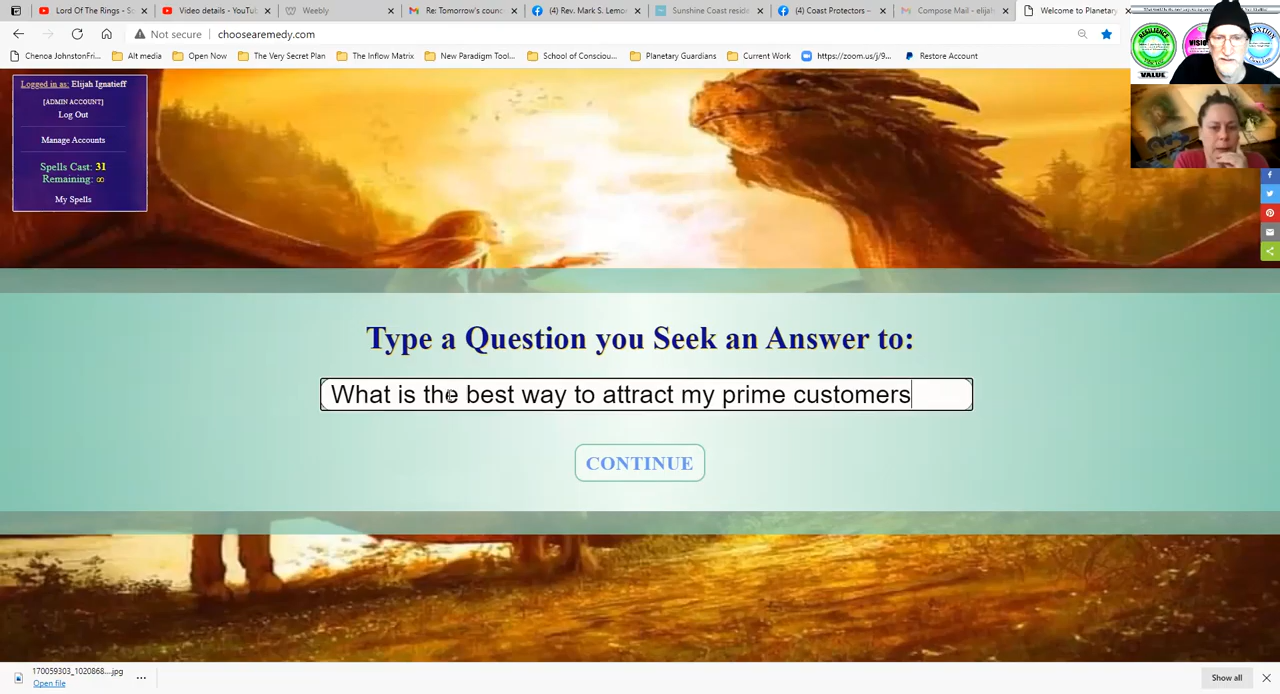 Lord Of The Rings - S
Video details - YouTu
Weebly
Re: Tomorrow's counc
(4) Rev. Mark S. Lemo
Sunshine Coast resid
(4) Coast Protectors –
Compose Mail - elijah
Welcome to Planetary
Not secure
choosearemedy.com
Chenoa JohnstonFri...
Alt media
Open Now
The Very Secret Plan
The Inflow Matrix
New Paradigm Tool...
School of Consciou...
Planetary Guardians
Current Work
https://zoom.us/j/9...
Restore Account
RESILIENCE
VALUE
Logged in as: Elijah Ignatieff
[ADMIN ACCOUNT]
Log Out
Manage Accounts
Spells Cast: 31
Remaining: ∞
My Spells
Type a Question you Seek an Answer to:
What is the best way to attract my prime customers
CONTINUE
170059303_1020868....jpg
Open file
Show all